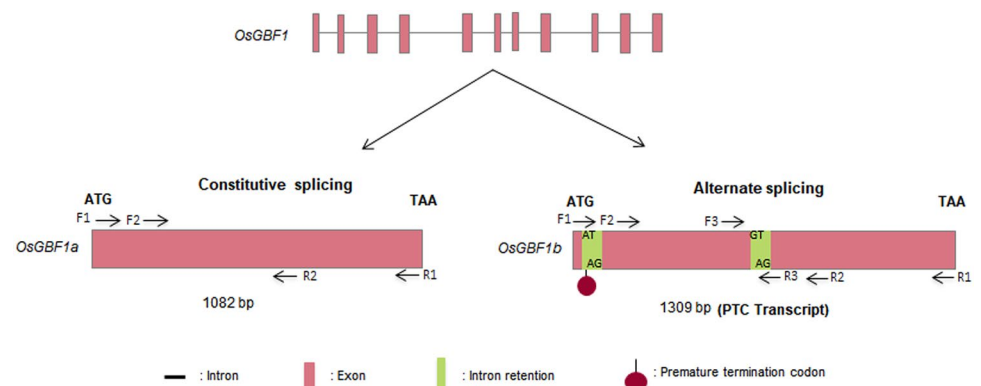 OsGBF1
Constitutive splicing
Alternate splicing
ATG
TAA
ATG
TAA
F1 F2
F1 F2 F3
OsGBF1a
OsGBF1b
AT
GT
AG
AG
R2 R1
R3 R2 R1
1082 bp
1309 bp (PTC Transcript)
: Intron
: Exon
: Intron retention
: Premature termination codon